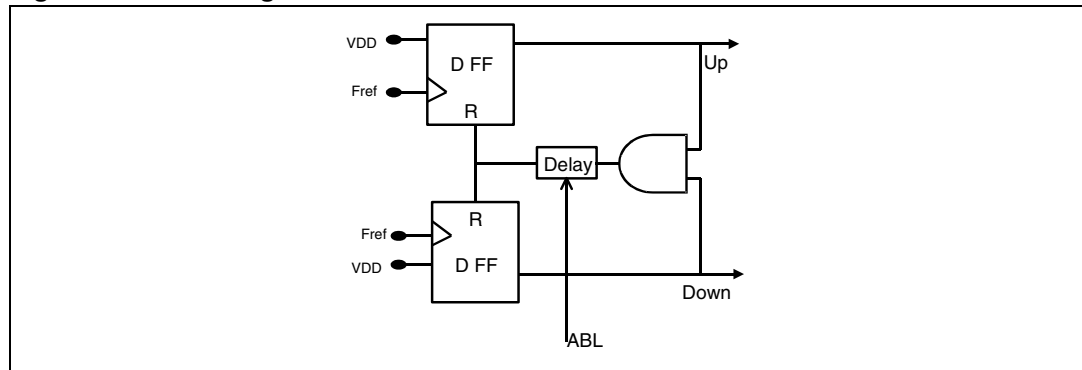 VDD
D FF
Fref
R
Up
Delay
R
Fref
D FF
VDD
Down
ABL